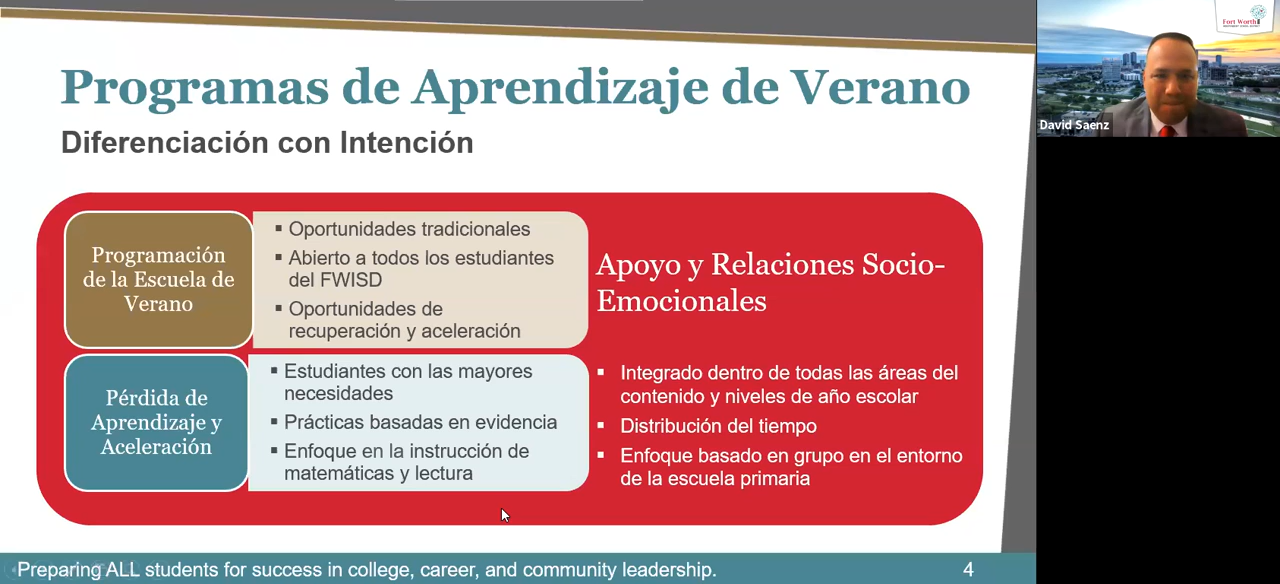 Programas de Aprendizaje de Verano
Diferenciación con Intención
Programación
de la Escuela de
Verano
▪ Oportunidades tradicionales
▪ Abierto a todos los estudiantes
del FWISD
▪ Oportunidades de
recuperación y aceleración
Pérdida de
Aprendizaje y
Aceleración
▪ Estudiantes con las mayores
necesidades
▪ Prácticas basadas en evidencia
▪ Enfoque en la instrucción de
matemáticas y lectura
Apoyo y Relaciones Socio-
Emocionales
▪ Integrado dentro de todas las áreas del
contenido y niveles de año escolar
▪ Distribución del tiempo
▪ Enfoque basado en grupo en el entorno
de la escuela primaria
Preparing ALL students for success in college, career, and community leadership.
4
Fort Worth
David Saenz